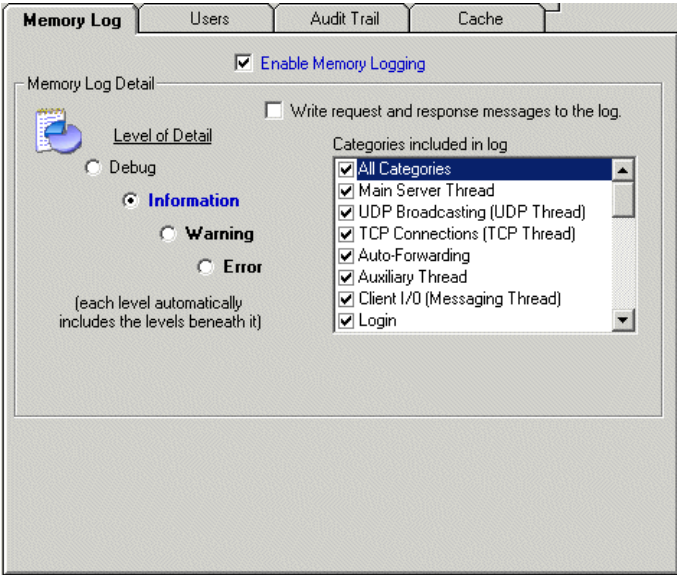 Memory Log
Users
Audit Trail
Cache
Enable Memory Logging
Memory Log Detail
Write request and response messages to the log.
Level of Detail
Categories included in log
Debug
Information
Warning
Error
(each level automatically
includes the levels beneath it)
All Categories
Main Server Thread
UDP Broadcasting (UDP Thread)
TCP Connections (TCP Thread)
Auto-Forwarding
Auxiliary Thread
Client I/O (Messaging Thread)
Login